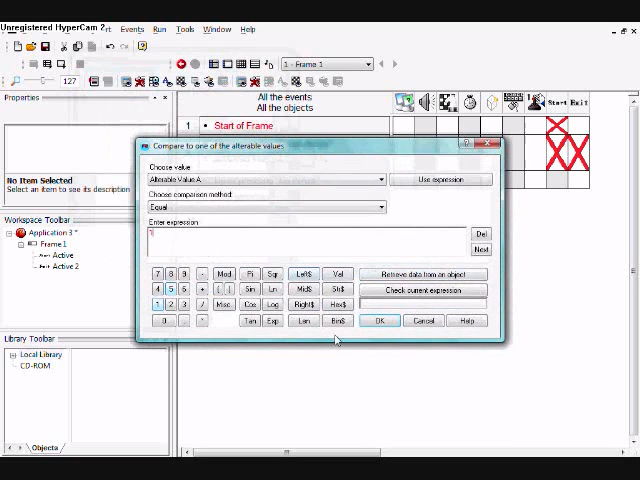 Unregistered HyperCam 2
Events Run Tools Window Help
1 - Frame 1
127
Properties
All the events
All the objects
Start Exit
1 • Start of Frame
Compare to one of the alterable values
Choose value
Alterable Value A
Use expression
Choose comparison method:
Equal
Enter expression
1
Del
Next
7 8 9 - Mod Pi Sqr Left$ Val Retrieve data from an object
4 5 6 + ( ) Sin Ln Mid$ Str$ Check current expression
1 2 3 / Misc Cos Log Right$ Hex$
0 . * Tan Exp Len Bin$ OK Cancel Help
No Item Selected
Select an item to see its description
Workspace Toolbar
Application 3 *
Frame 1
Active
Active 2
Library Toolbar
Local Library
CD-ROM
Objects